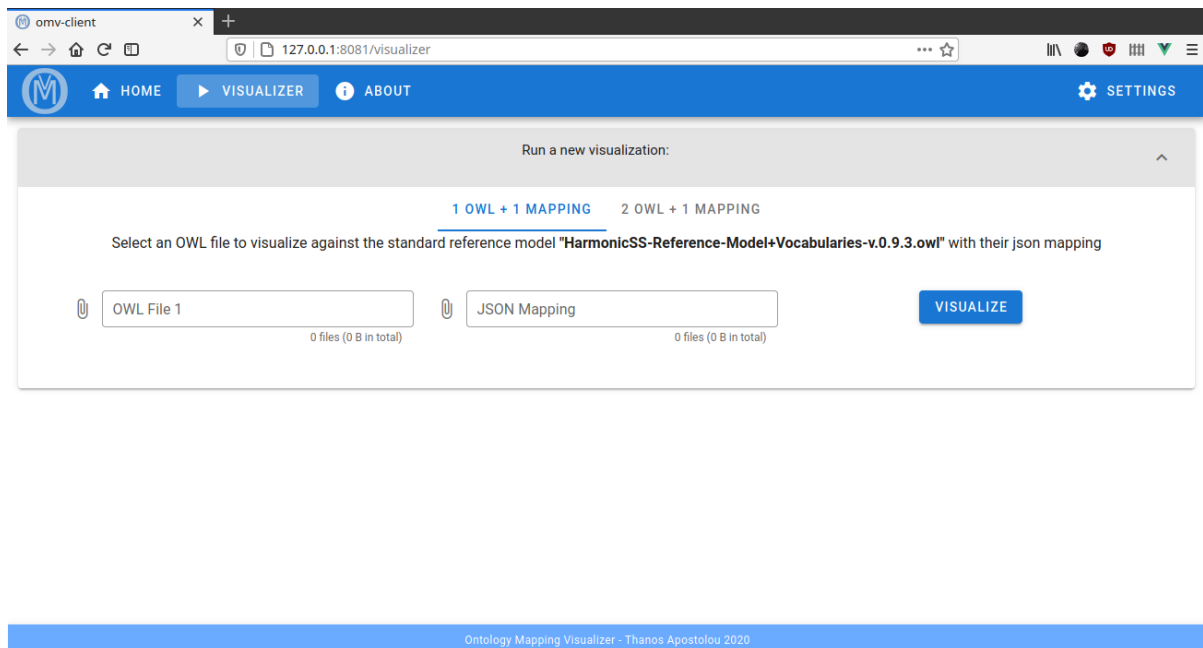 omv-client
127.0.0.1:8081/visualizer
HOME VISUALIZER ABOUT SETTINGS
Run a new visualization:
1 OWL + 1 MAPPING 2 OWL + 1 MAPPING
Select an OWL file to visualize against the standard reference model "HarmonicSS-Reference-Model+Vocabularies-v.0.9.3.owl" with their json mapping
OWL File 1 JSON Mapping VISUALIZE
0 files (0 B in total) 0 files (0 B in total)
Ontology Mapping Visualizer - Thanos Apostolou 2020